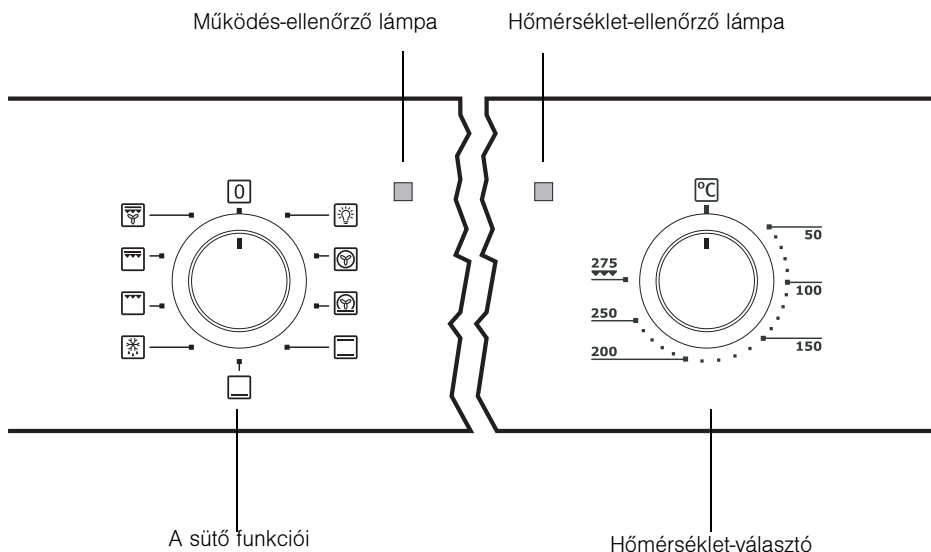 Működés-ellenőrző lámpa
Hőmérséklet-ellenőrző lámpa
0
°C
50
100
150
200
250
275
A sütő funkciói
Hőmérséklet-választó